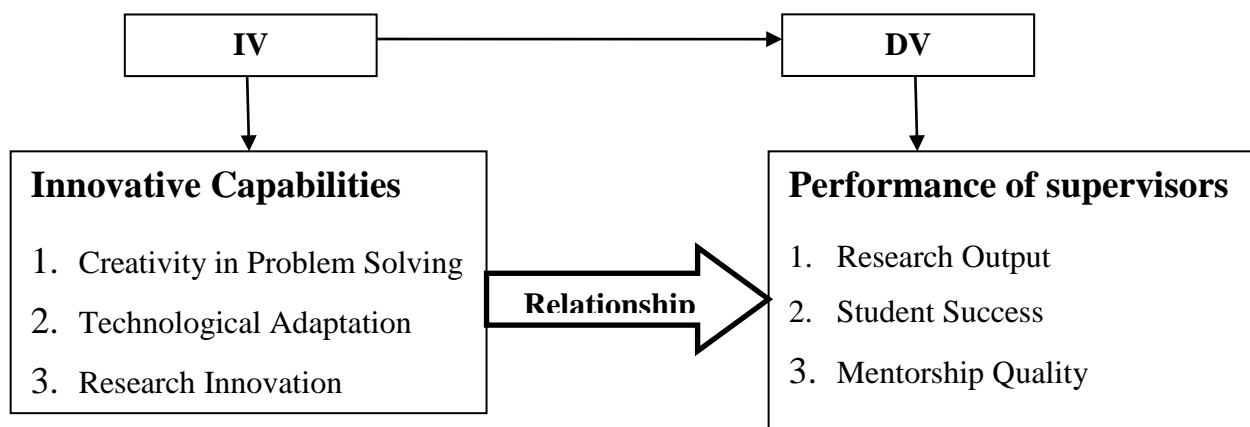 IV
DV
Innovative Capabilities
1. Creativity in Problem Solving
2. Technological Adaptation
3. Research Innovation
Relationship
Performance of supervisors
1. Research Output
2. Student Success
3. Mentorship Quality